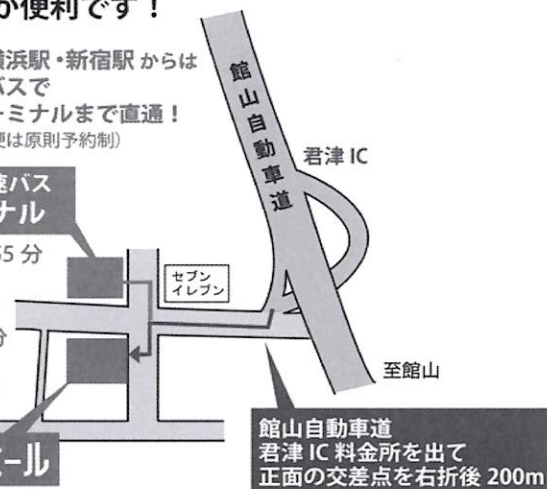 が便利です！
横浜駅・新宿駅 からは
バスで
ーミナルまで直通！
便は原則予約制）
速バス
ナル
55 分
分
ール
館山自動車道
君津 IC
セブン
イレブン
至館山
館山自動車道
君津 IC 料金所を出て
正面の交差点を右折後 200m